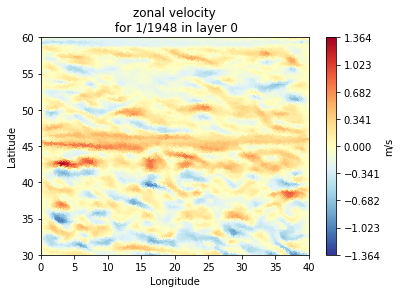 zonal velocity
for 1/1948 in layer 0
60
55
50
45
40
35
30
Latitude
0 5 10 15 20 25 30 35 40
Longitude
1.364
1.023
0.682
0.341
0.000
−0.341
−0.682
−1.023
−1.364
m/s